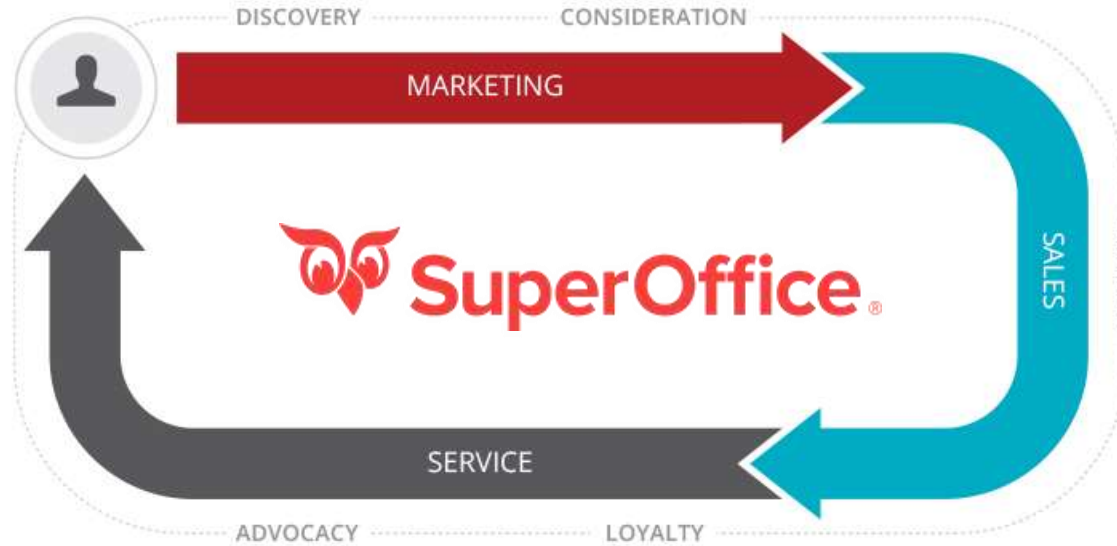 DISCOVERY
CONSIDERATION
MARKETING
SALES
SuperOffice®
SERVICE
ADVOCACY
LOYALTY